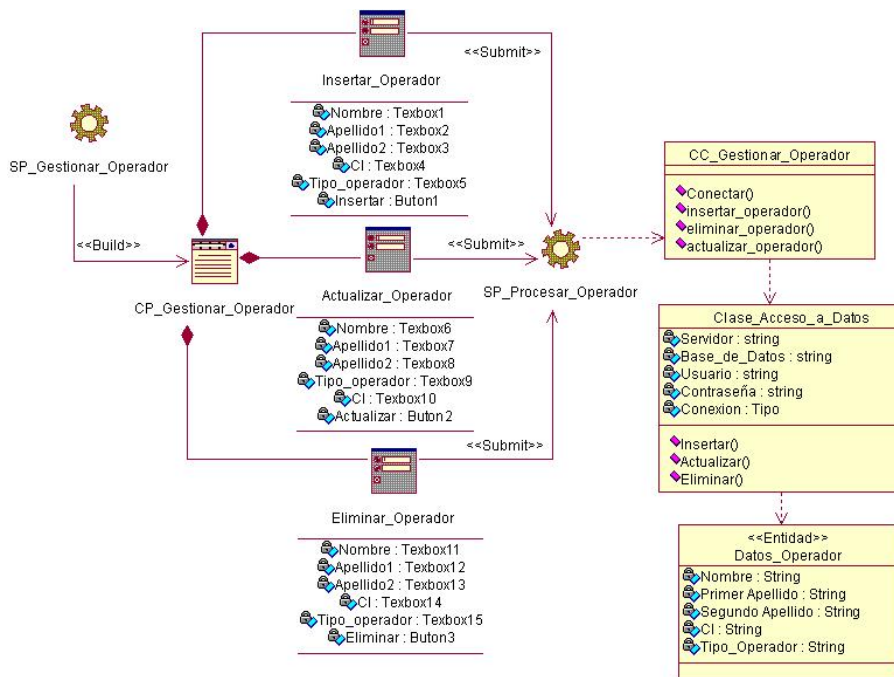 <<Submit>>
Insertar_Operador
Nombre : Texbox1
Apellido1 : Texbox2
Apellido2 : Texbox3
CI : Texbox4
Tipo_operador : Texbox5
Insertar : Buton1
SP_Gestionar_Operador
<<Build>>
CP_Gestionar_Operador
<<Submit>>
Actualizar_Operador
Nombre : Texbox6
Apellido1 : Texbox7
Apellido2 : Texbox8
Tipo_operador : Texbox9
CI : Texbox10
Actualizar : Buton2
SP_Procesar_Operador
<<Submit>>
Eliminar_Operador
Nombre : Texbox11
Apellido1 : Texbox12
Apellido2 : Texbox13
CI : Texbox14
Tipo_operador : Texbox15
Eliminar : Buton3
CC_Gestionar_Operador
Conectar()
insertar_operador()
eliminar_operador()
actualizar_operador()
Clase_Acceso_a_Datos
Servidor : string
Base_de_Datos : string
Usuario : string
Contraseña : string
Conexion : Tipo
Insertar()
Actualizar()
Eliminar()
<<Entidad>>
Datos_Operador
Nombre : String
Primer Apellido : String
Segundo Apellido : String
CI : String
Tipo_Operador : String